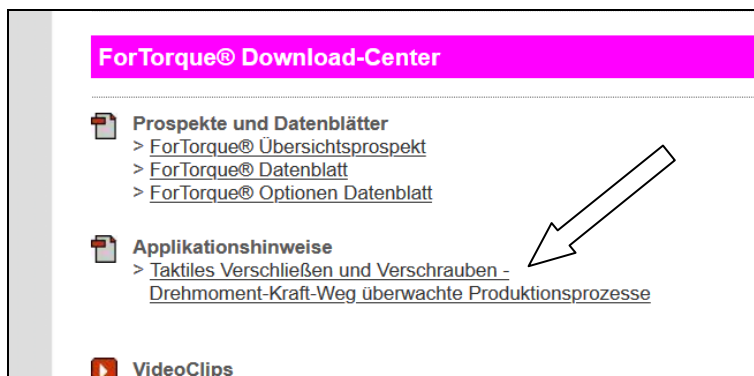 ForTorque® Download-Center
Prospekte und Datenblätter
> ForTorque® Übersichtsprospekt
> ForTorque® Datenblatt
> ForTorque® Optionen Datenblatt
Applikationshinweise
> Taktiles Verschließen und Verschrauben -
Drehmoment-Kraft-Weg überwachte Produktionsprozesse
VideoClips